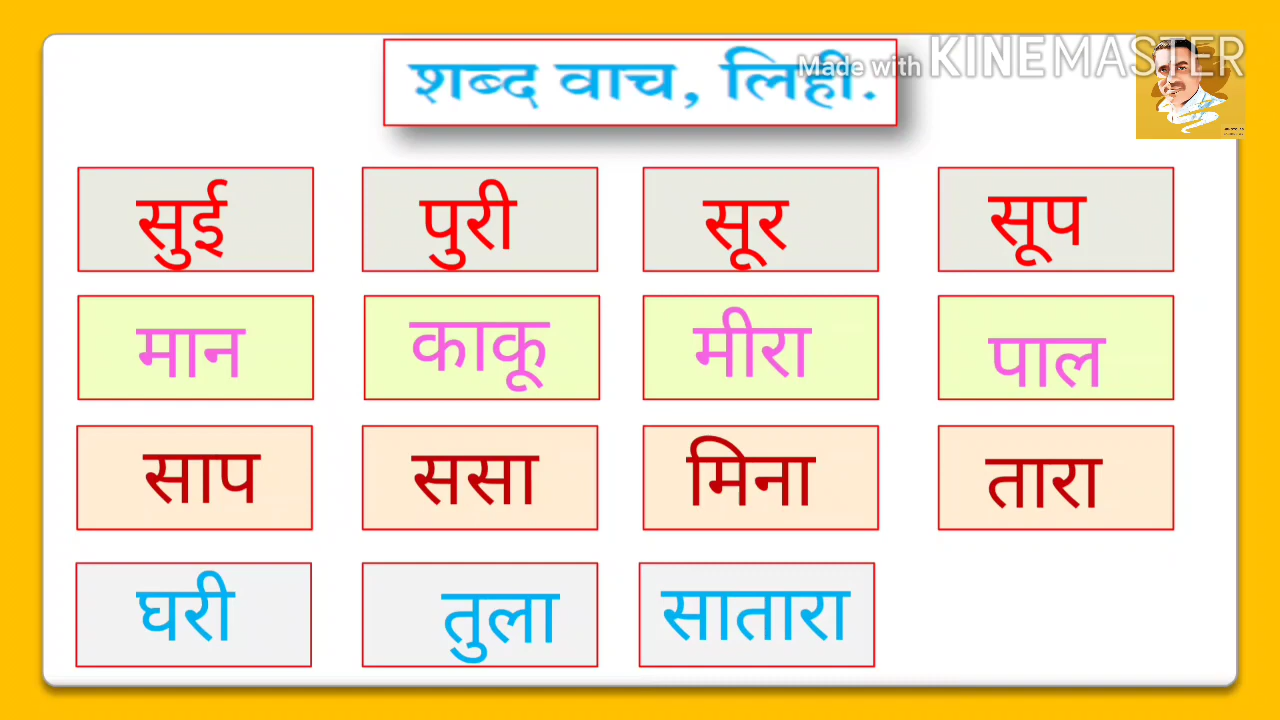 शब्द वाच, लिही.
Made with KINEMASTER
सुई पुरी सूर सूप
मान काकू मीरा पाल
साप ससा मिना तारा
घरी तुला सातारा